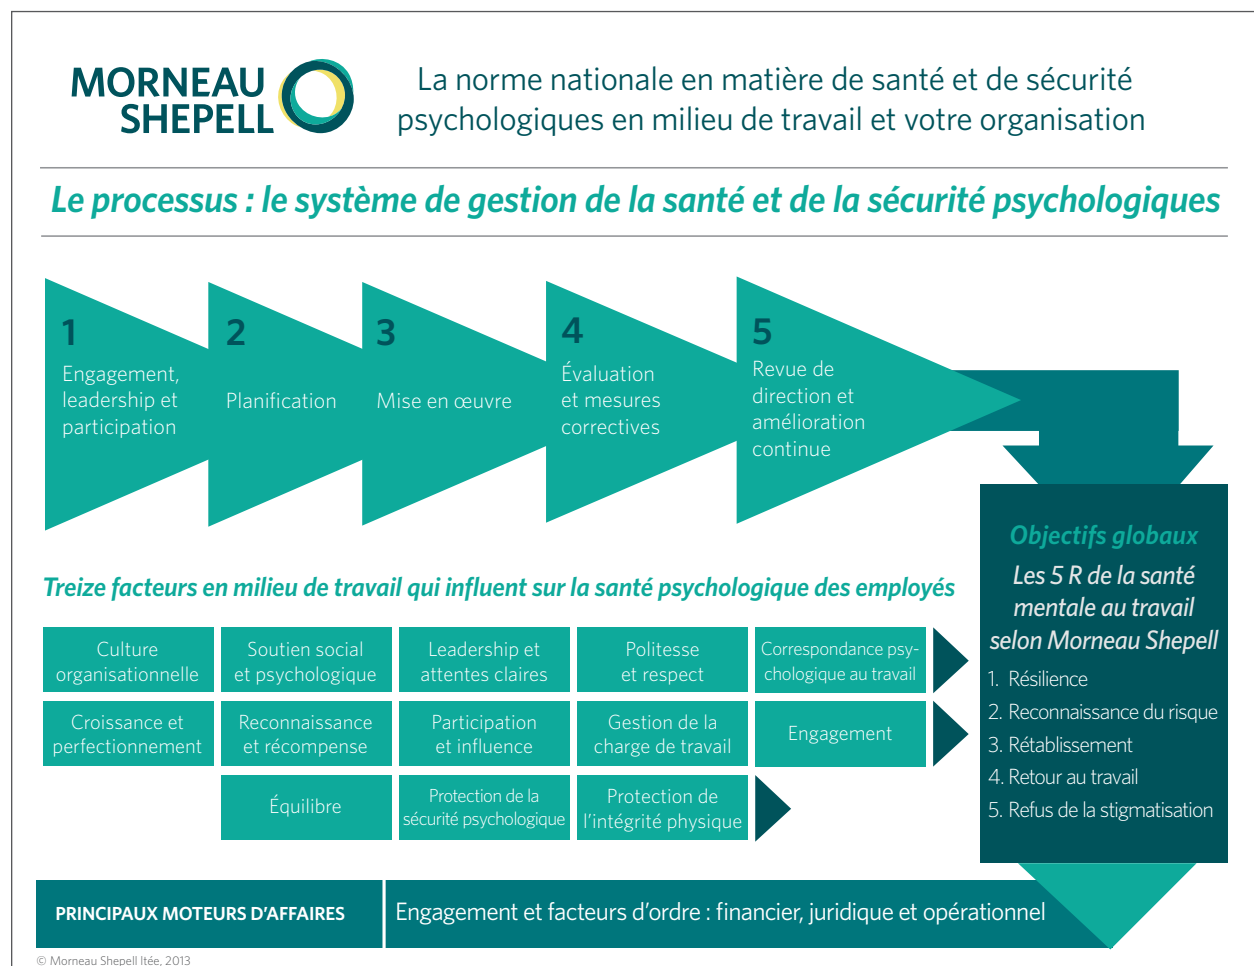 MORNEAU
SHEPELL
La norme nationale en matière de santé et de sécurité
psychologiques en milieu de travail et votre organisation
Le processus : le système de gestion de la santé et de la sécurité psychologiques
1
Engagement,
leadership et
participation
2
Planification
3
Mise en œuvre
4
Évaluation
et mesures
correctives
5
Revue de
direction et
amélioration
continue
Treize facteurs en milieu de travail qui influent sur la santé psychologique des employés
Culture
organisationnelle
Soutien social
et psychologique
Leadership et
attentes claires
Politesse
et respect
Correspondance psy-
chologique au travail
Croissance et
perfectionnement
Reconnaissance
et récompense
Participation
et influence
Gestion de la
charge de travail
Engagement
Équilibre
Protection de la
sécurité psychologique
Protection de
l’intégrité physique
Objectifs globaux
Les 5 R de la santé
mentale au travail
selon Morneau Shepell
1. Résilience
2. Reconnaissance du risque
3. Rétablissement
4. Retour au travail
5. Refus de la stigmatisation
PRINCIPAUX MOTEURS D’AFFAIRES
Engagement et facteurs d’ordre : financier, juridique et opérationnel
© Morneau Shepell ltée, 2013